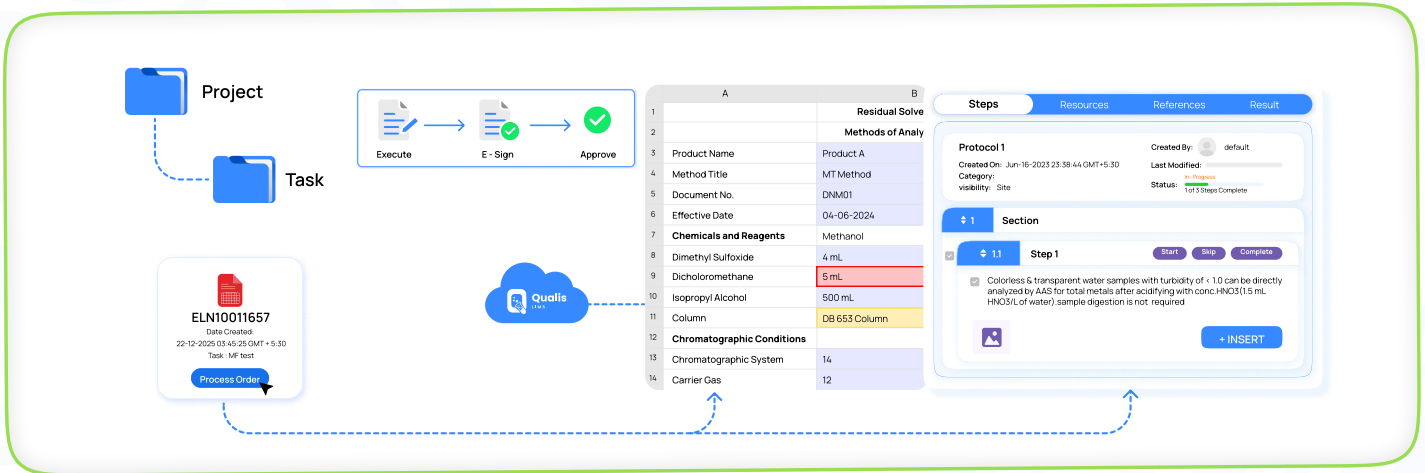 Project
Task
Execute
E - Sign
Approve
ELN10011657
Date Created:
22-12-2025 03:45:25 GMT + 5:30
Task : MF test
Process Order
Qualis
LIMS
A B
1 Residual Solve
2 Methods of Analy
3 Product Name Product A
4 Method Title MT Method
5 Document No. DNM01
6 Effective Date 04-06-2024
7 Chemicals and Reagents Methanol
8 Dimethyl Sulfoxide 4 mL
9 Dicholoromethane 5 mL
10 Isopropyl Alcohol 500 mL
11 Column DB 653 Column
12 Chromatographic Conditions
13 Chromatographic System 14
14 Carrier Gas 12
Steps Resources References Result
Protocol 1
Created On: Jun-16-2023 23:38:44 GMT+5:30
Category:
visibility: Site
Created By: default
Last Modified:
In- Progress
Status:
1 of 3 Steps Complete
1 Section
1.1 Step 1 Start Skip Complete
Colorless & transparent water samples with turbidity of < 1.0 can be directly
analyzed by AAS for total metals after acidifying with conc.HNO3(1.5 mL
HNO3/L of water).sample digestion is not required
+ INSERT